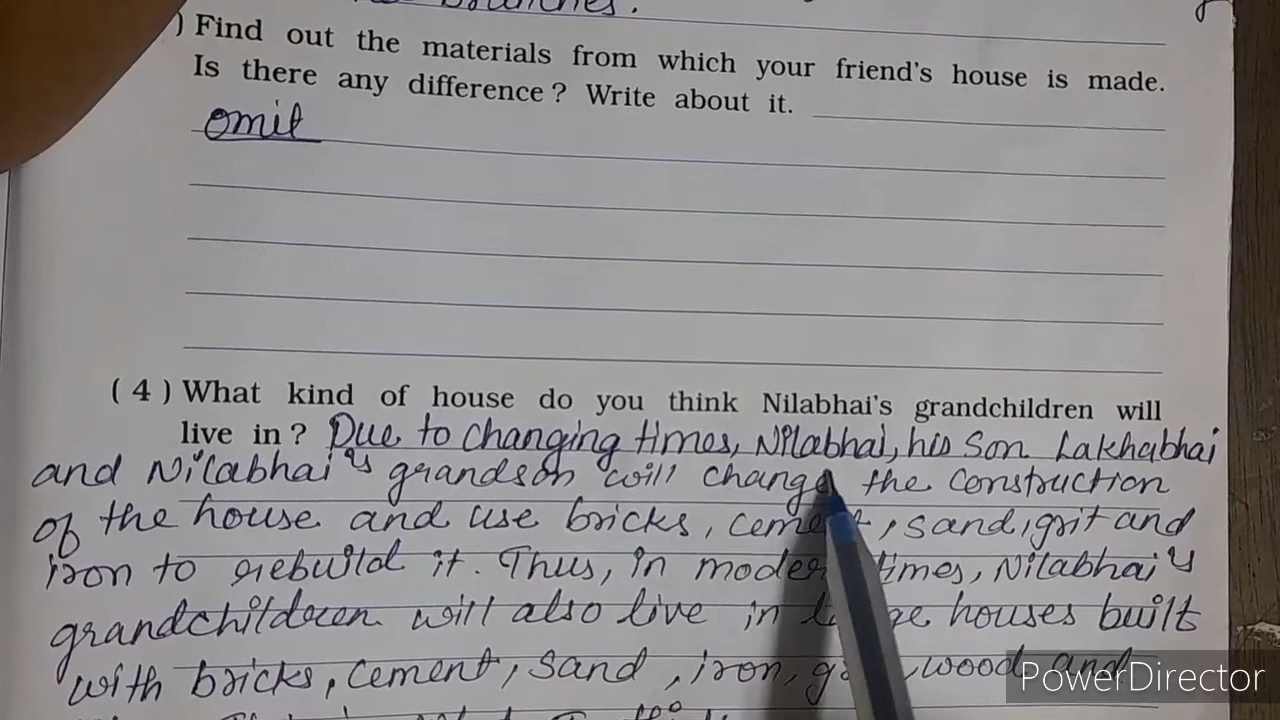 branches.
) Find out the materials from which your friend's house is made.
Is there any difference ? Write about it.
omit
( 4 ) What kind of house do you think Nilabhai's grandchildren will
live in ? Due to changing times, Nilabhai, his son Lakhabhai
and Nilabhai's grandson will change the construction
of the house and use bricks, cement, sand, grit and
iron to rebuild it. Thus, in modern times, Nilabhai's
grandchildren will also live in large houses built
with bricks, cement, sand, iron, wood and
PowerDirector